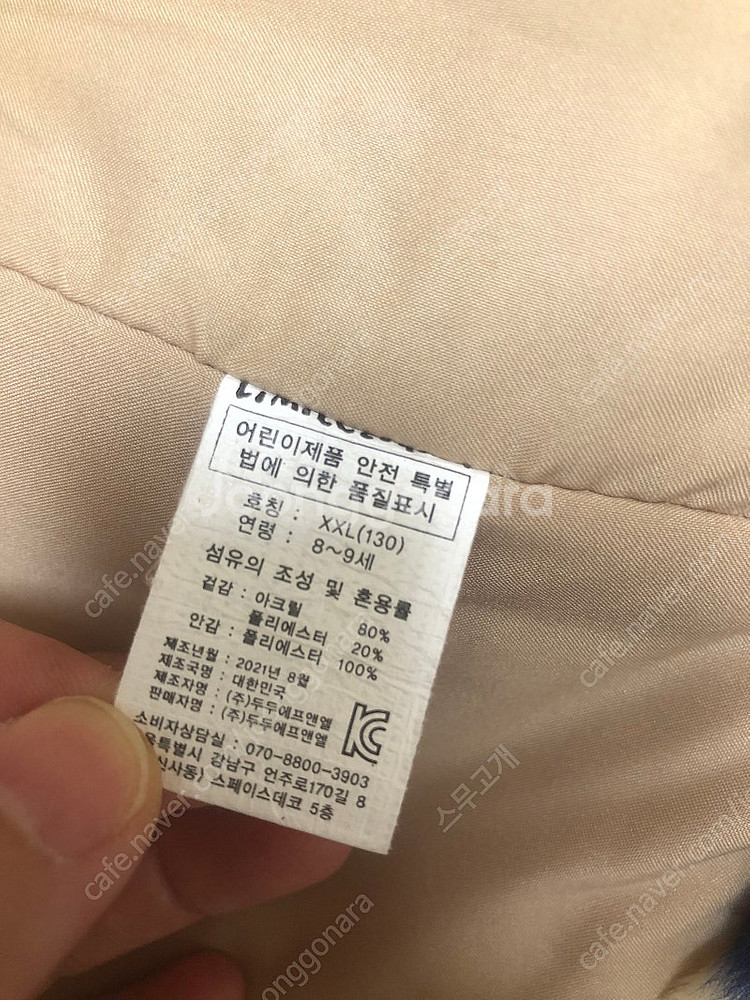 어린이제품 안전 특별
법에 의한 품질표시
호칭 : XXL(130)
연령 : 8~9세
섬유의 조성 및 혼용률
겉감 : 아크릴 80%
폴리에스터 20%
안감 : 폴리에스터 100%
제조년월 : 2021년 8월
제조국명 : 대한민국
제조자명 : (주)두두에프앤엘
판매자명 : (주)두두에프앤엘
소비자상담실 : 070-8800-3903
울특별시 강남구 언주로170길 8
신사동) 스페이스데코 5층
스무고개
cafe.naver